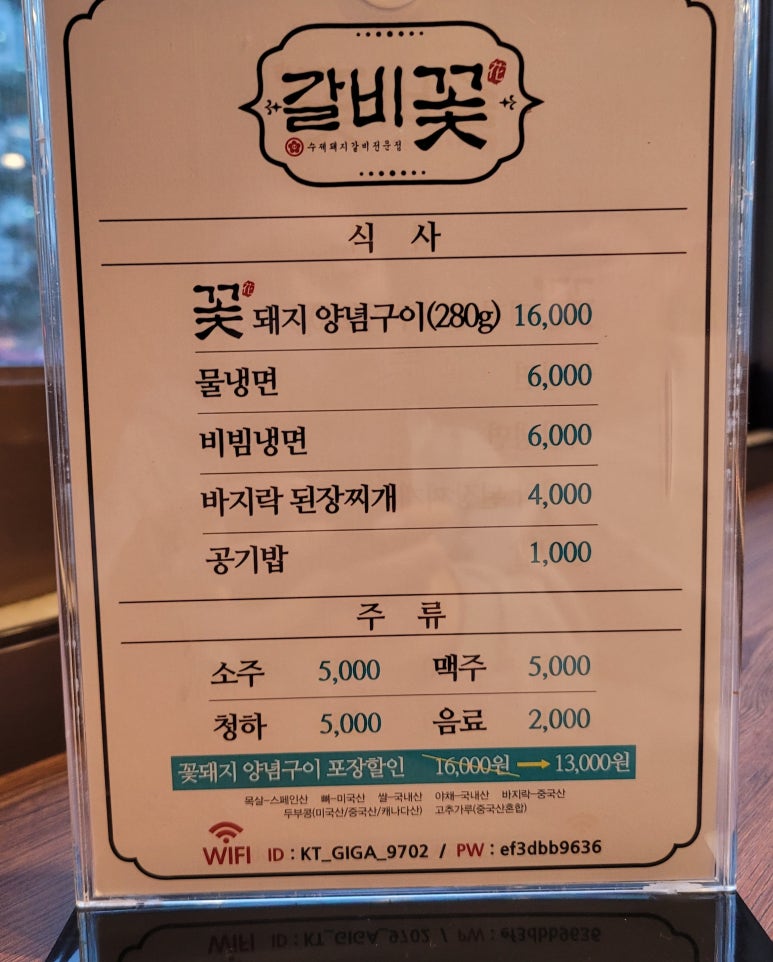 갈비꽃 花
수제돼지갈비전문점
식 사
꽃 花 돼지 양념구이(280g) 16,000
물냉면 6,000
비빔냉면 6,000
바지락 된장찌개 4,000
공기밥 1,000
주 류
소주 5,000 맥주 5,000
청하 5,000 음료 2,000
꽃돼지 양념구이 포장할인 16,000원 → 13,000원
목살-스페인산 뼈-미국산 쌀-국내산 야채-국내산 바지락-중국산
두부콩(미국산/중국산/캐나다산) 고추가루(중국산혼합)
WIFI ID : KT_GIGA_9702 / PW : ef3dbb9636